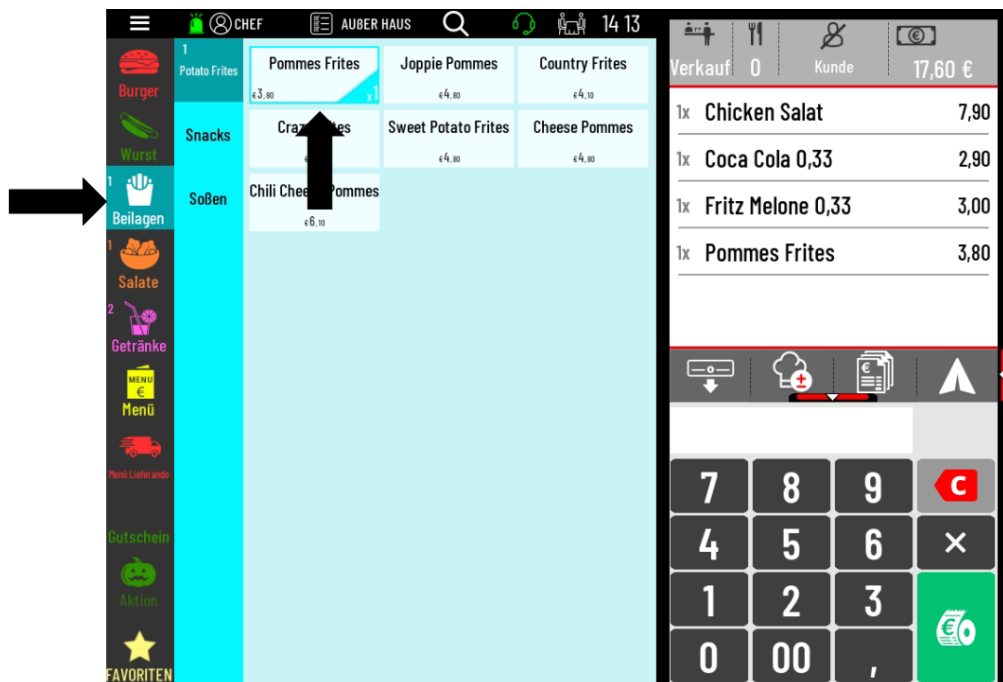 CHEF
AUßER HAUS
14 13
Burger
Wurst
1
Beilagen
1
Salate
2
Getränke
MENU
€
Menü
Menü Lieferando
Gutschein
Aktion
FAVORITEN
1
Potato Frites
Snacks
Soßen
Pommes Frites
€3,80
x1
Joppie Pommes
€4,80
Country Frites
€4,10
Sweet Potato Frites
€4,80
Cheese Pommes
€4,80
Chili Pommes
€6,10
Verkauf
0
Kunde
€
17,60 €
1x Chicken Salat 7,90
1x Coca Cola 0,33 2,90
1x Fritz Melone 0,33 3,00
1x Pommes Frites 3,80
€
7 8 9 C
4 5 6 ×
1 2 3
€
0 00 ,